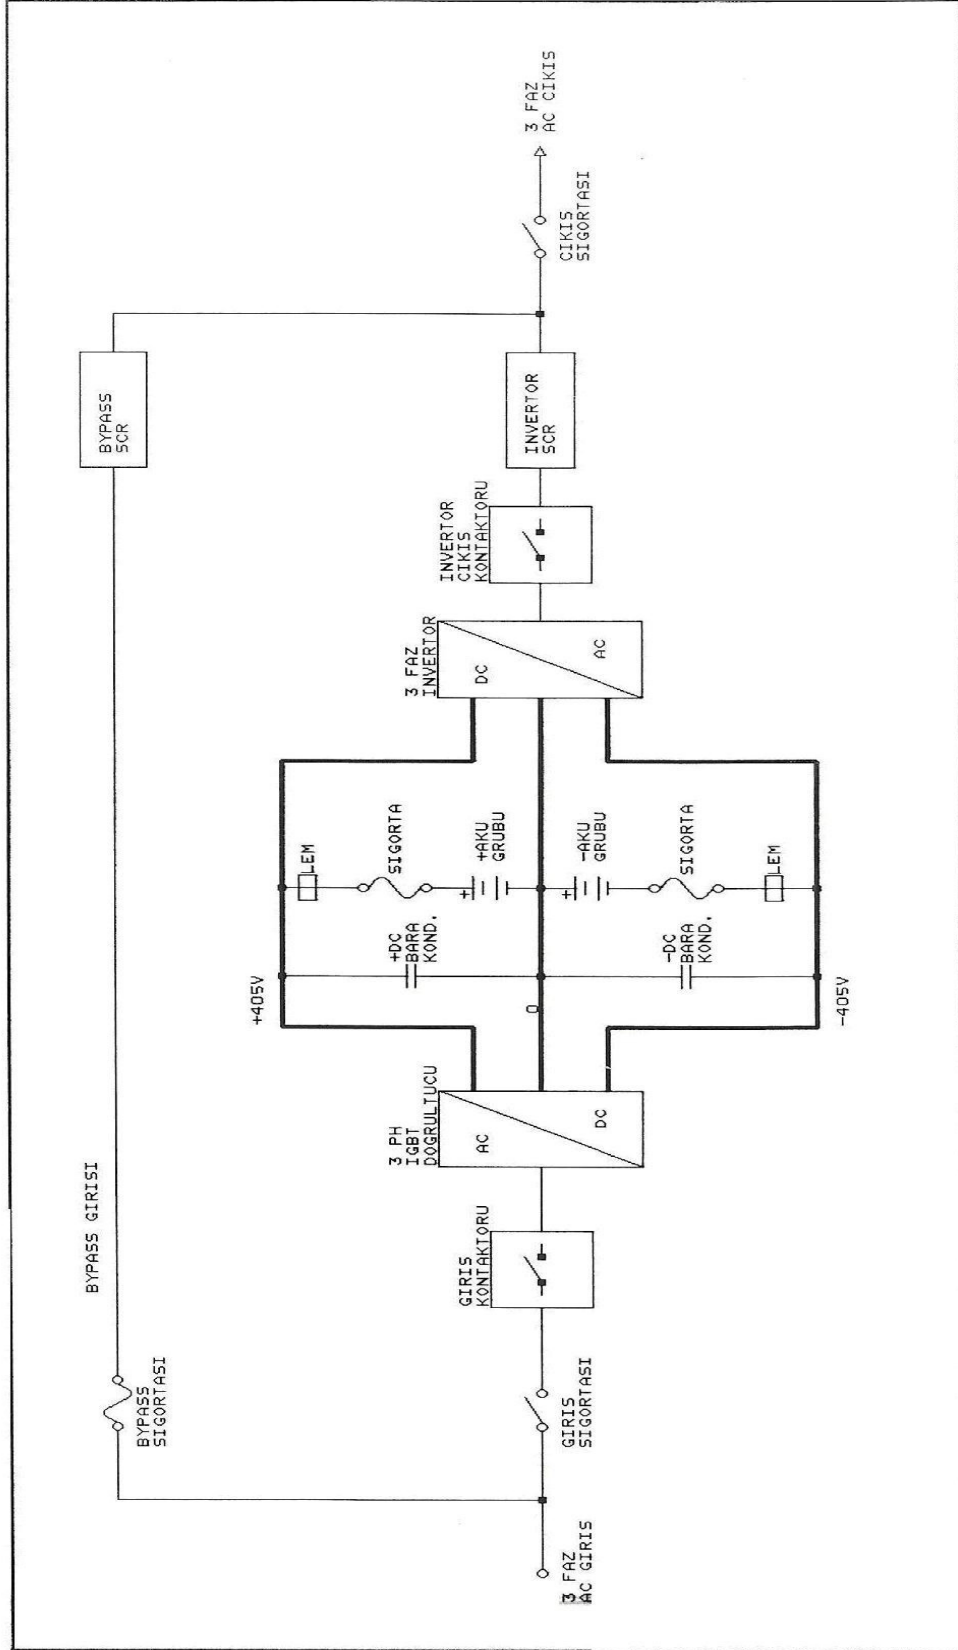 BYPASS GIRISI
BYPASS
SIGORTASI
BYPASS
SCR
3 FAZ
AC GIRIS
GIRIS
SIGORTASI
GIRIS
KONTAKTORU
3 PH
IGBT
DOGRULTUCU
AC
DC
+405V
0
-405V
+DC
BARA
KOND.
-DC
BARA
KOND.
LEM
SIGORTA
+
+AKU
GRUBU
+
-AKU
GRUBU
SIGORTA
LEM
3 FAZ
INVERTOR
DC
AC
INVERTOR
CIKIS
KONTAKTORU
INVERTOR
SCR
CIKIS
SIGORTASI
3 FAZ
AC CIKIS